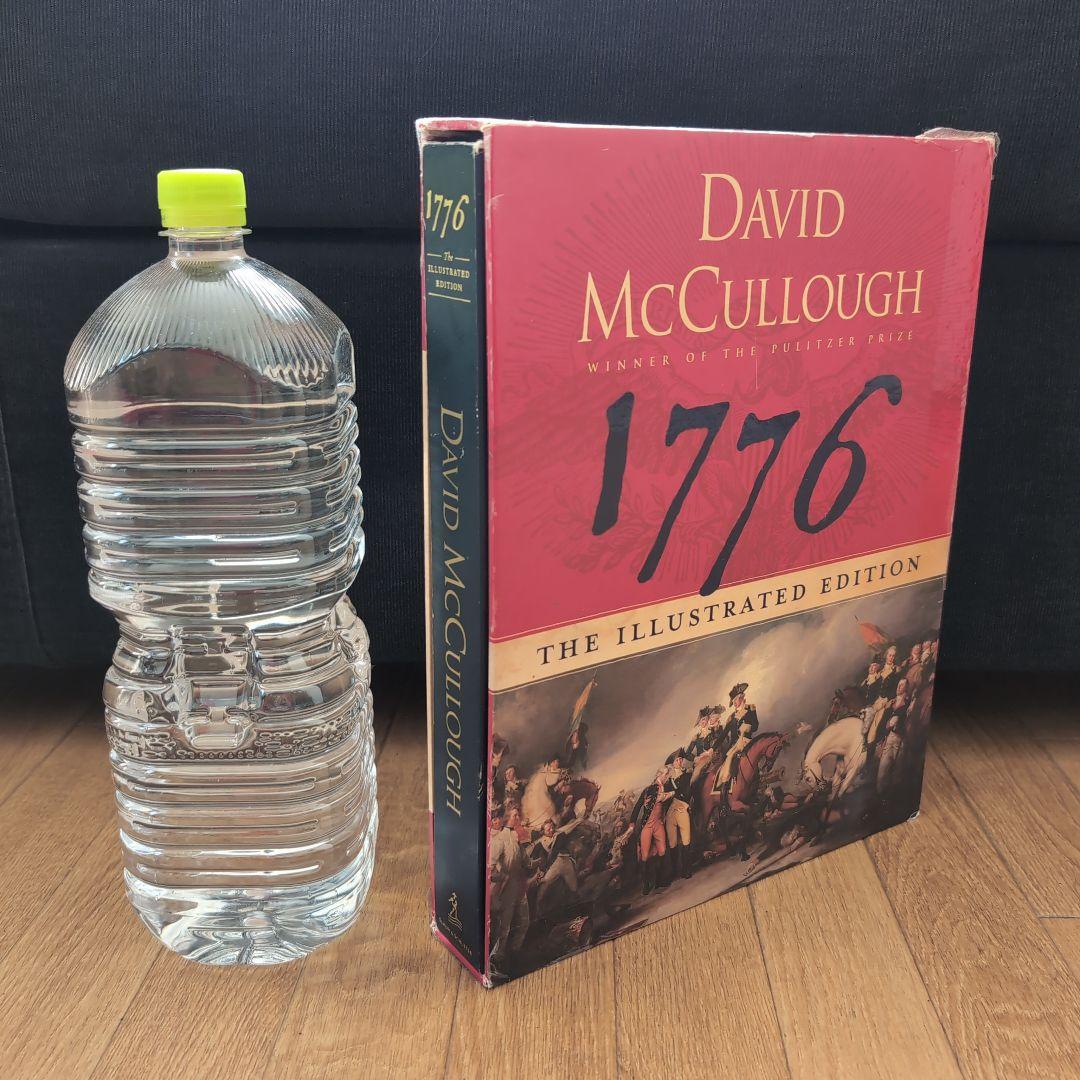 1776
The
ILLUSTRATED
EDITION
DAVID MCCULLOUGH
DAVID
MCCULLOUGH
WINNER OF THE PULITZER PRIZE
1776
THE ILLUSTRATED EDITION